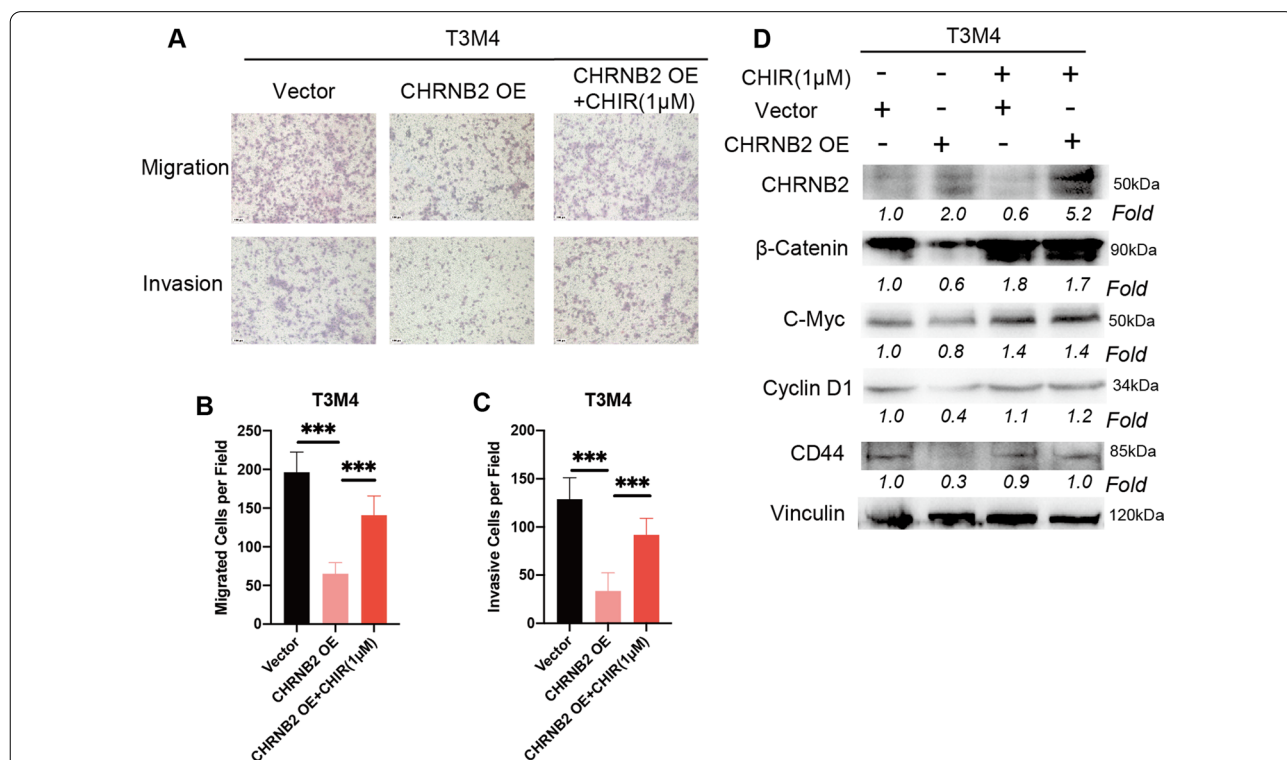 A
T3M4
Vector
CHRNB2 OE
CHRNB2 OE
+CHIR(1μM)
Migration
Invasion
B
T3M4
Migrated Cells per Field
250
200
150
100
50
0
***
***
Vector
CHRNB2 OE
CHRNB2 OE+CHIR(1μM)
C
T3M4
Invasive Cells per Field
200
150
100
50
0
***
***
Vector
CHRNB2 OE
CHRNB2 OE+CHIR(1μM)
D
T3M4
CHIR(1μM) - - + +
Vector + - + -
CHRNB2 OE - + - +
CHRNB2 50kDa
1.0 2.0 0.6 5.2 Fold
β-Catenin 90kDa
1.0 0.6 1.8 1.7 Fold
C-Myc 50kDa
1.0 0.8 1.4 1.4 Fold
Cyclin D1 34kDa
1.0 0.4 1.1 1.2 Fold
CD44 85kDa
1.0 0.3 0.9 1.0 Fold
Vinculin 120kDa